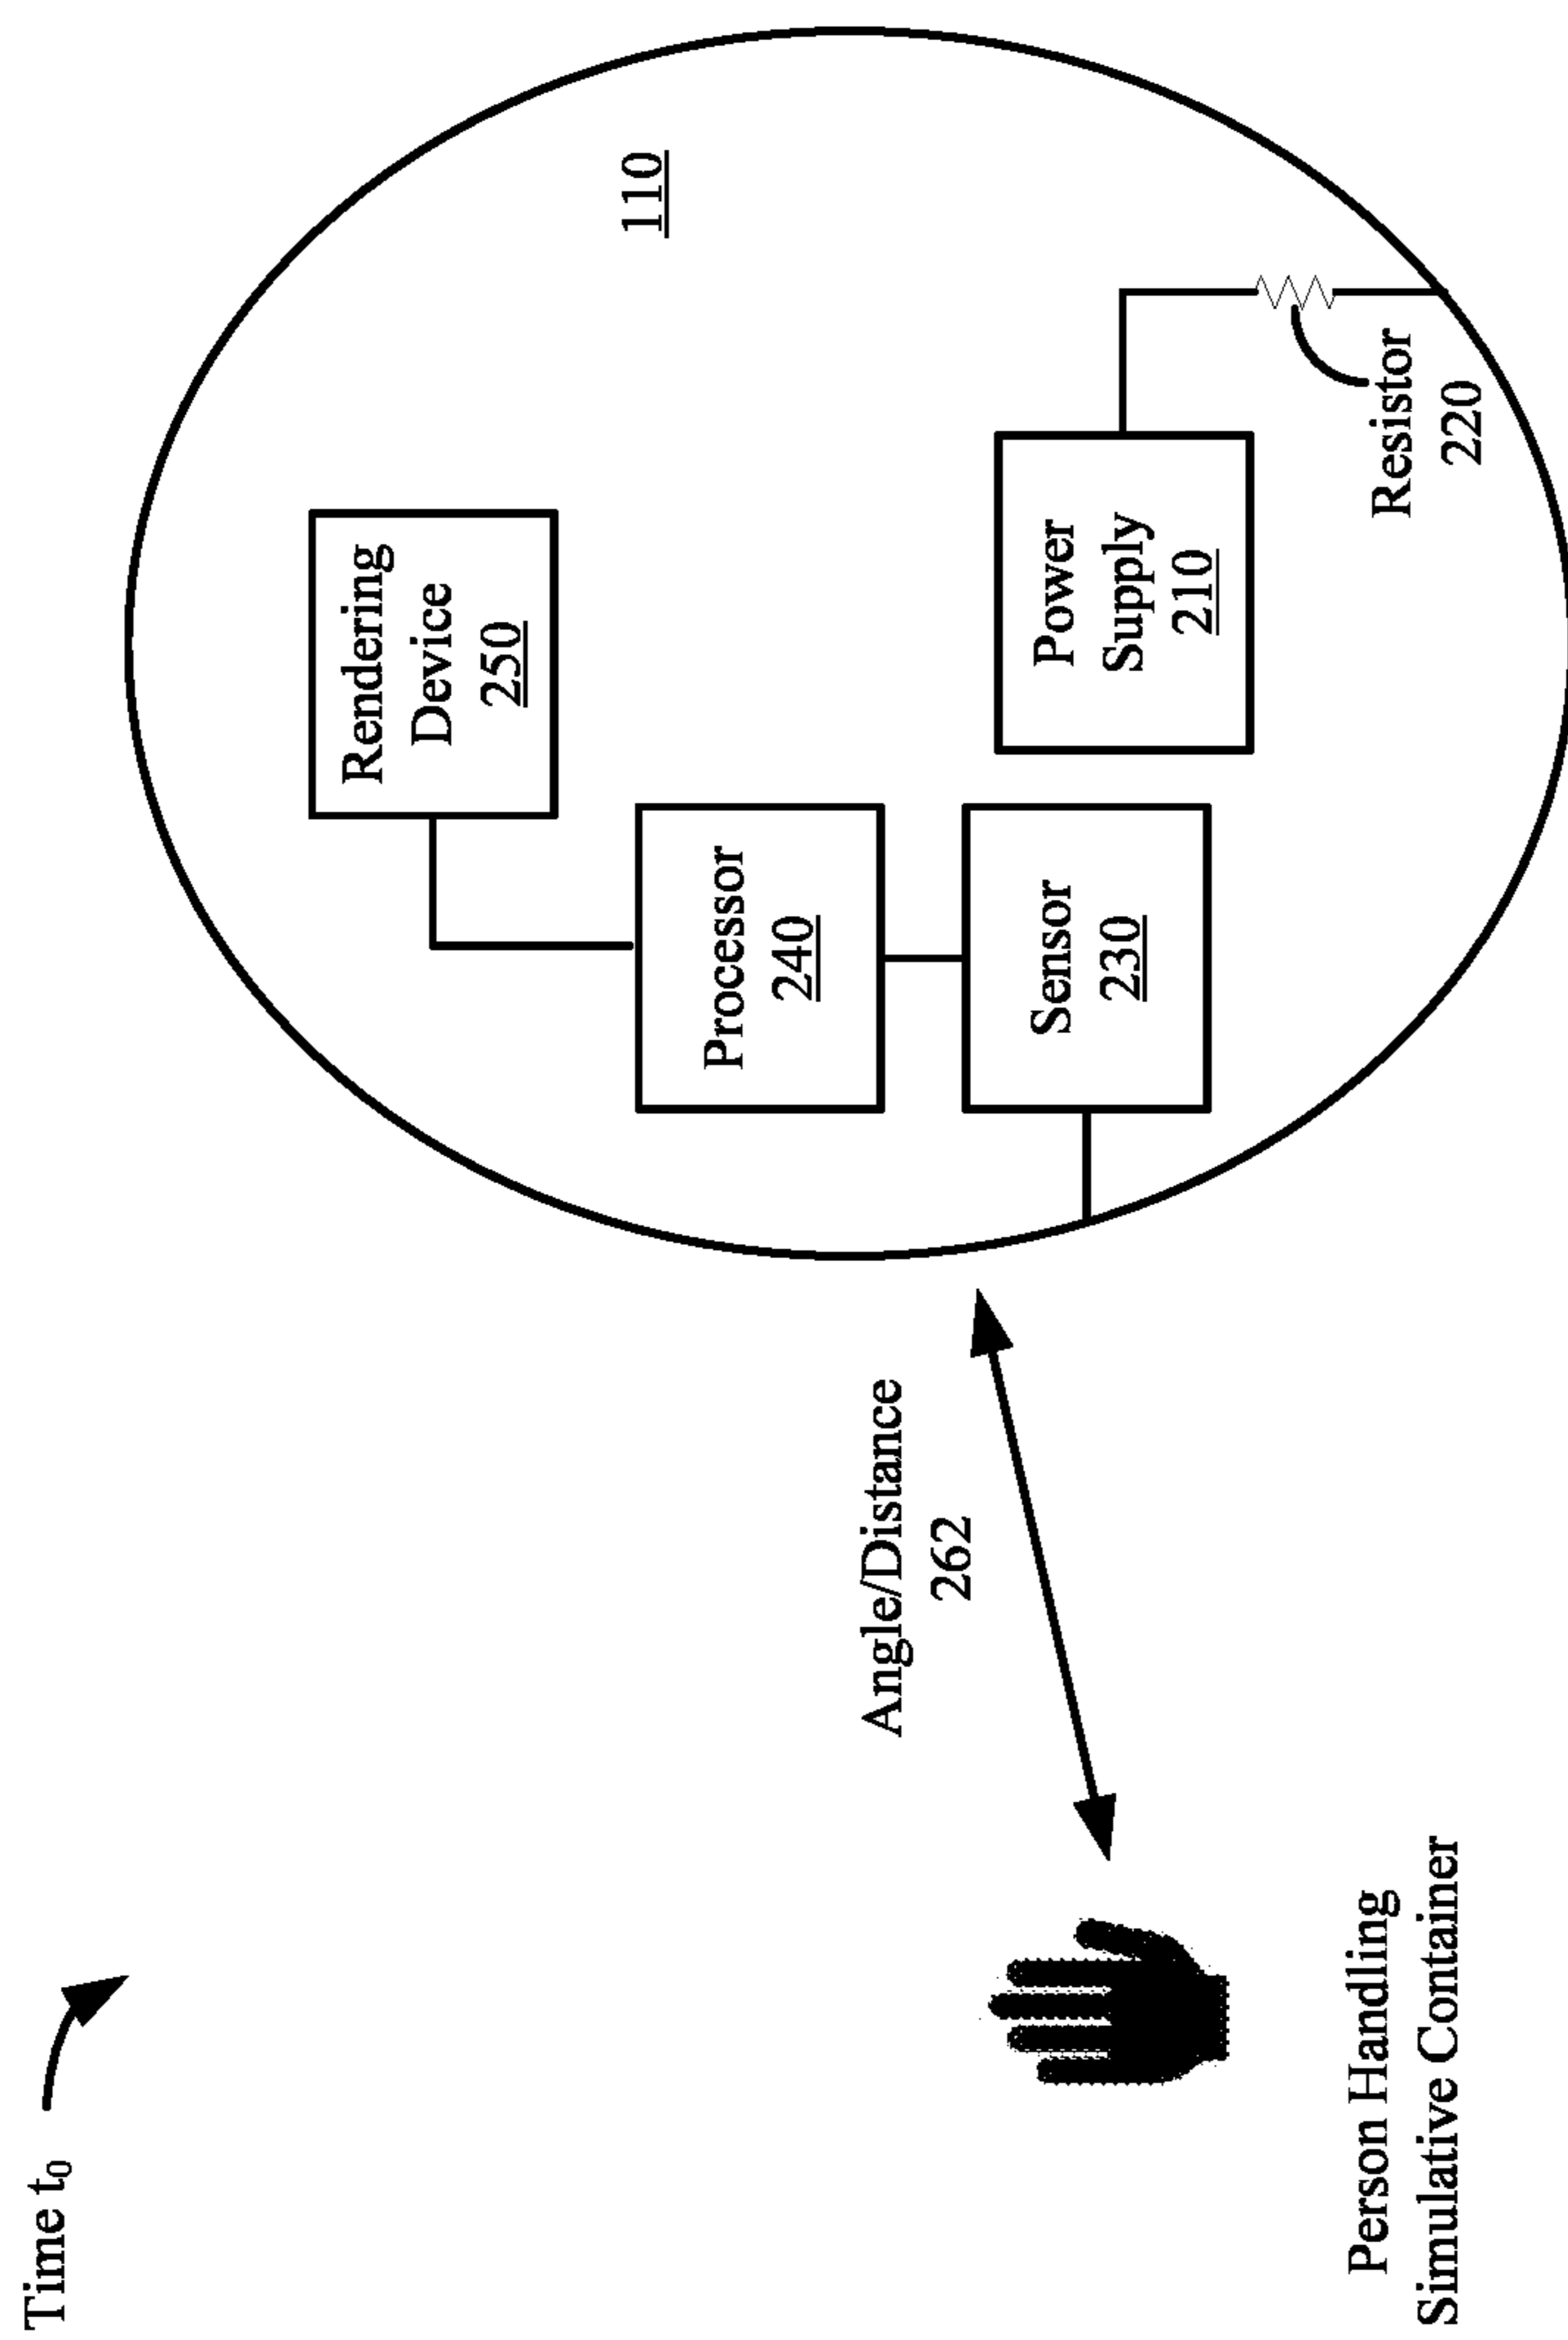 Time t0
110
Rendering
Device
250
Processor
240
Sensor
230
Power
Supply
210
Resistor
220
Angle/Distance
262
Person Handling
Simulative Container